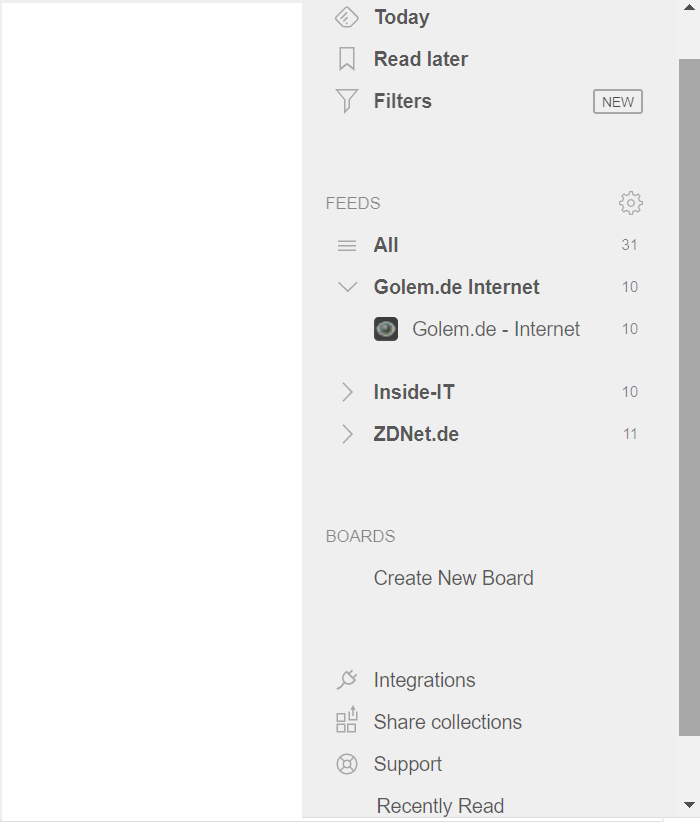 Today
Read later
Filters NEW
FEEDS
All 31
Golem.de Internet 10
Golem.de - Internet 10
Inside-IT 10
ZDNet.de 11
BOARDS
Create New Board
Integrations
Share collections
Support
Recently Read